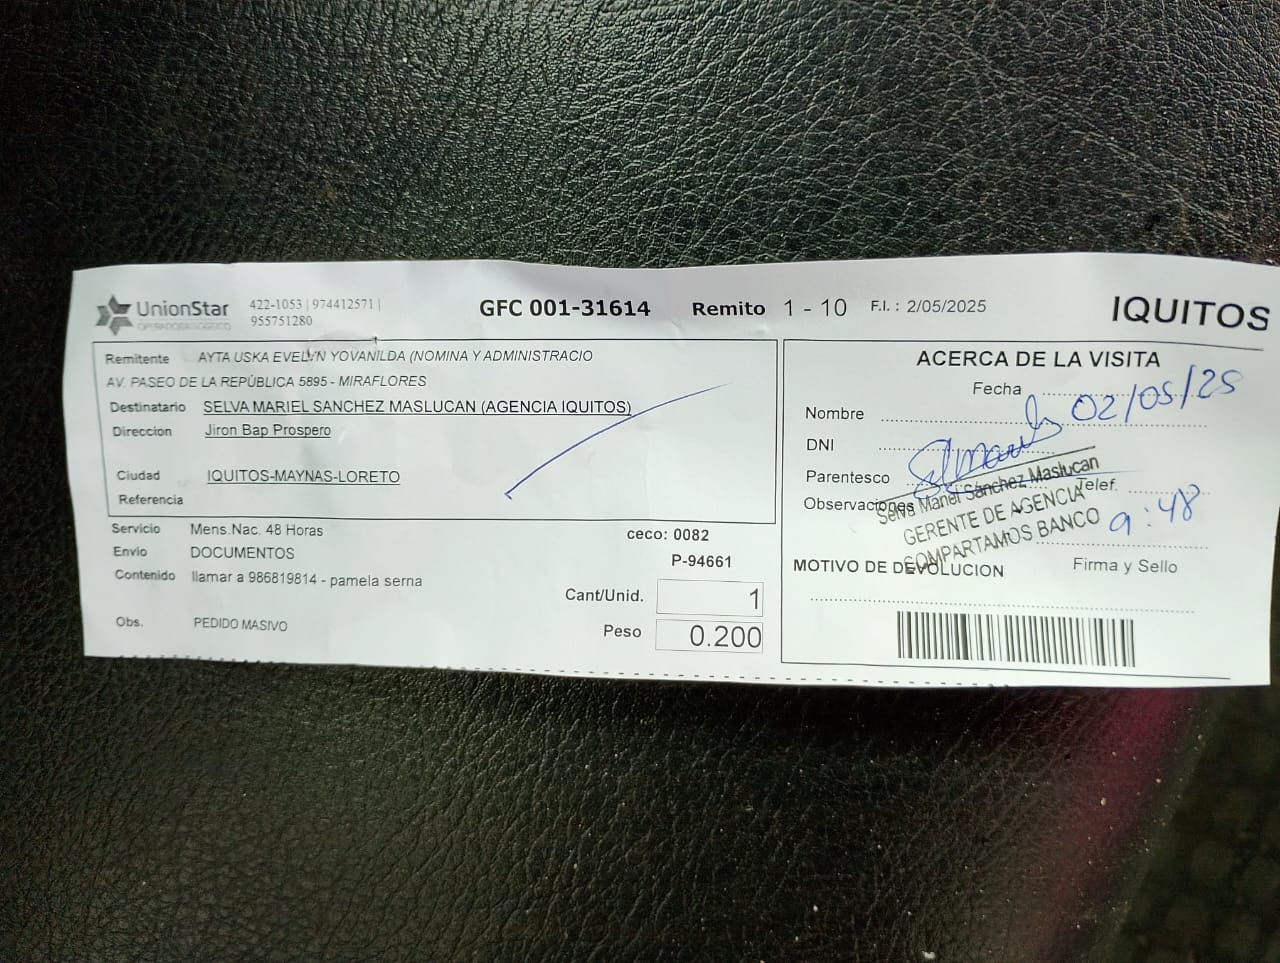 UnionStar
OPERADOR LOGISTICO
422-1053 | 974412571 |
955751280
GFC 001-31614
Remito 1 - 10
F.I. : 2/05/2025
IQUITOS
Remitente AYTA USKA EVELYN YOVANILDA (NOMINA Y ADMINISTRACIO
AV. PASEO DE LA REPÚBLICA 5895 - MIRAFLORES
Destinatario SELVA MARIEL SANCHEZ MASLUCAN (AGENCIA IQUITOS)
Direccion Jiron Bap Prospero
Ciudad IQUITOS-MAYNAS-LORETO
Referencia
Servicio Mens.Nac. 48 Horas
ceco: 0082
Envio DOCUMENTOS
P-94661
Contenido llamar a 986819814 - pamela serna
Cant/Unid. 1
Obs. PEDIDO MASIVO
Peso 0.200
ACERCA DE LA VISITA
Fecha 02/05/25
Nombre
DNI
Parentesco
Telef.
Observaciones
Selva Mariel Sánchez Maslucan
GERENTE DE AGENCIA
COMPARTAMOS BANCO
9:48
MOTIVO DE DEVOLUCION
Firma y Sello